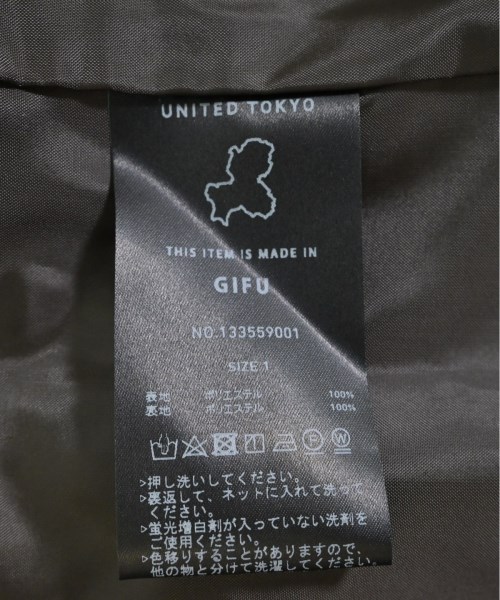 UNITED TOKYO
THIS ITEM IS MADE IN
GIFU
NO.133559001
SIZE 1
表地 ポリエステル 100%
裏地 ポリエステル 100%
>押し洗いしてください。
>裏返して、ネットに入れて洗って
ください。
>蛍光増白剤が入っていない洗剤を
ご使用ください。
>色移りすることがありますので、
他の物と分けて洗濯してください。